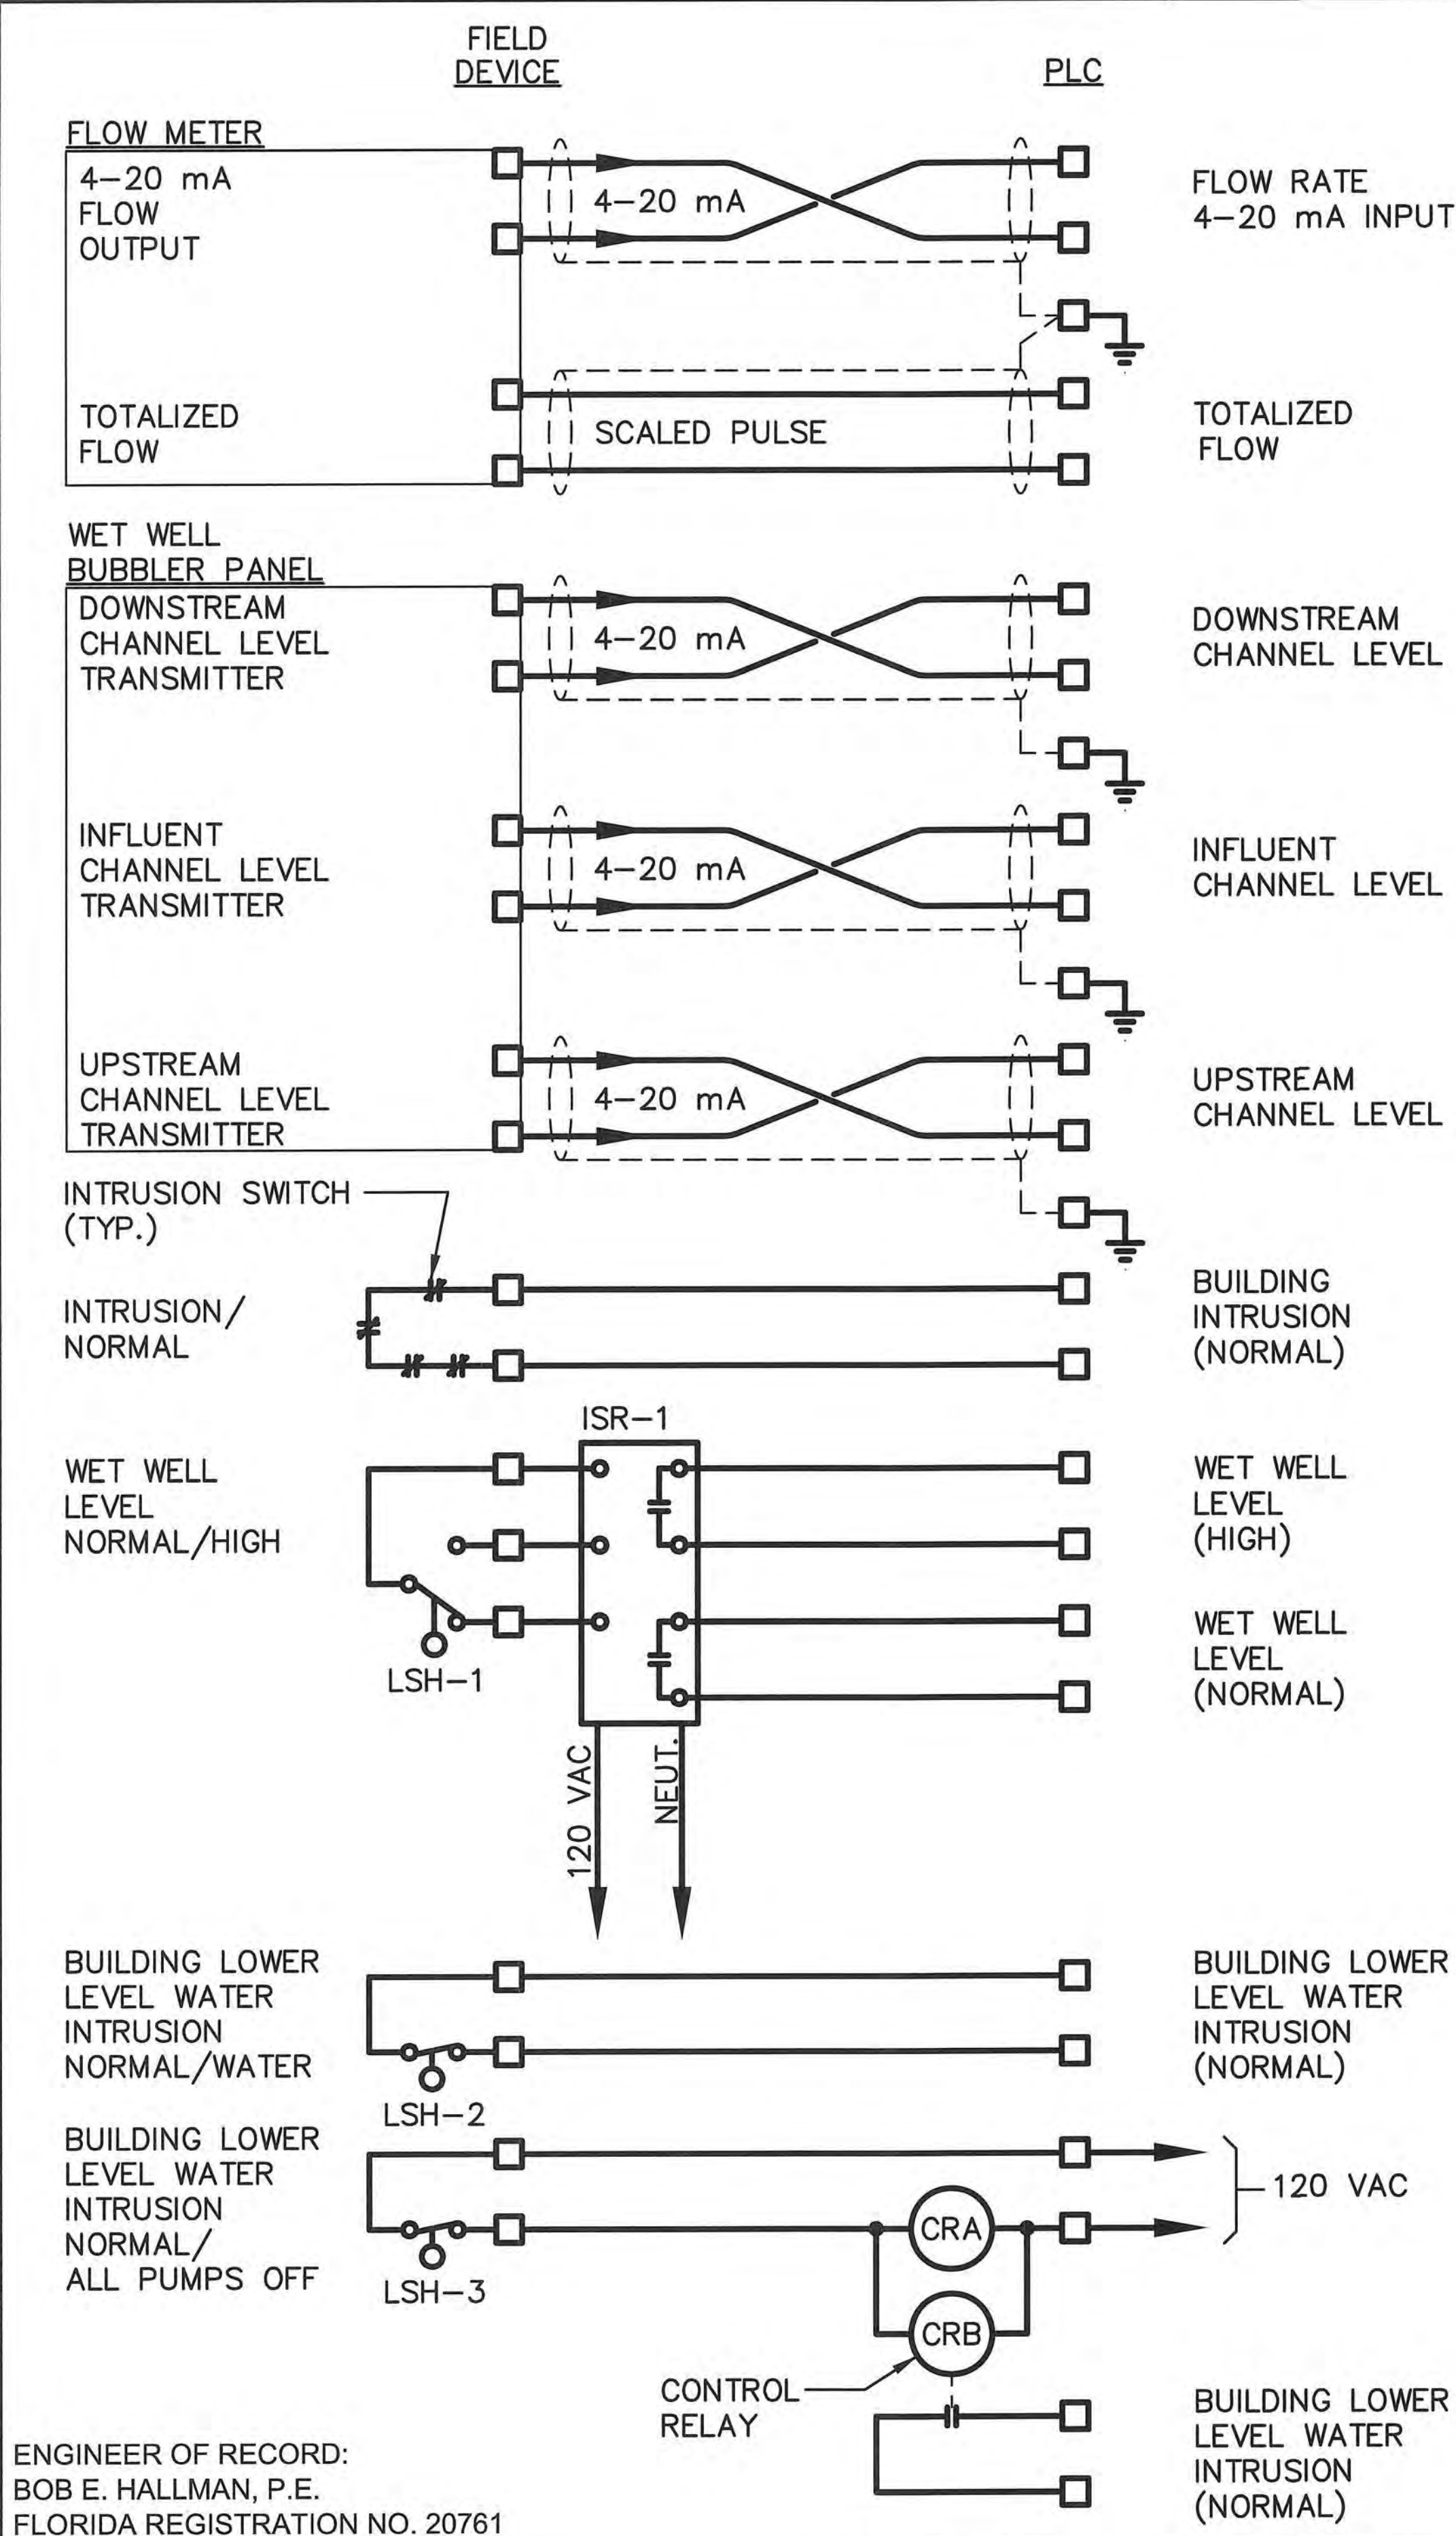 FIELD
DEVICE
PLC
FLOW METER
4-20 mA
FLOW
OUTPUT
4-20 mA
FLOW RATE
4-20 mA INPUT
TOTALIZED
FLOW
SCALED PULSE
TOTALIZED
FLOW
WET WELL
BUBBLER PANEL
DOWNSTREAM
CHANNEL LEVEL
TRANSMITTER
4-20 mA
DOWNSTREAM
CHANNEL LEVEL
INFLUENT
CHANNEL LEVEL
TRANSMITTER
4-20 mA
INFLUENT
CHANNEL LEVEL
UPSTREAM
CHANNEL LEVEL
TRANSMITTER
4-20 mA
UPSTREAM
CHANNEL LEVEL
INTRUSION SWITCH
(TYP.)
INTRUSION/
NORMAL
BUILDING
INTRUSION
(NORMAL)
ISR-1
WET WELL
LEVEL
NORMAL/HIGH
LSH-1
WET WELL
LEVEL
(HIGH)
WET WELL
LEVEL
(NORMAL)
120 VAC
NEUT.
BUILDING LOWER
LEVEL WATER
INTRUSION
NORMAL/WATER
LSH-2
BUILDING LOWER
LEVEL WATER
INTRUSION
(NORMAL)
BUILDING LOWER
LEVEL WATER
INTRUSION
NORMAL/
ALL PUMPS OFF
LSH-3
CRA
120 VAC
CRB
CONTROL
RELAY
BUILDING LOWER
LEVEL WATER
INTRUSION
(NORMAL)
ENGINEER OF RECORD:
BOB E. HALLMAN, P.E.
FLORIDA REGISTRATION NO. 20761